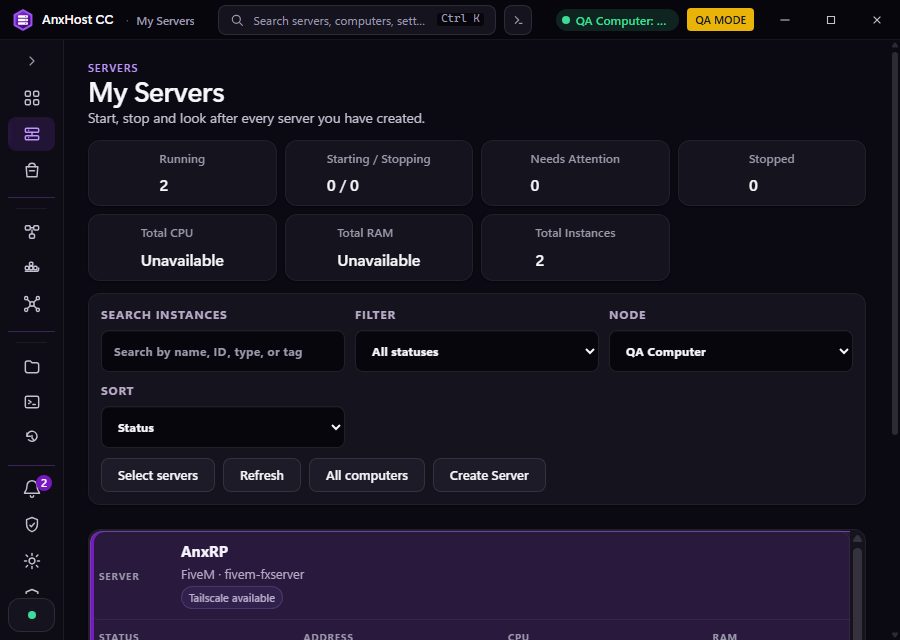 AnxHost CC · My Servers
Search servers, computers, sett... Ctrl K
QA Computer: ...
QA MODE
SERVERS
My Servers
Start, stop and look after every server you have created.
Running
2
Starting / Stopping
0 / 0
Needs Attention
0
Stopped
0
Total CPU
Unavailable
Total RAM
Unavailable
Total Instances
2
SEARCH INSTANCES
Search by name, ID, type, or tag
FILTER
All statuses
NODE
QA Computer
SORT
Status
Select servers
Refresh
All computers
Create Server
2
SERVER
AnxRP
FiveM · fivem-fxserver
Tailscale available
STATUS ADDRESS CPU RAM